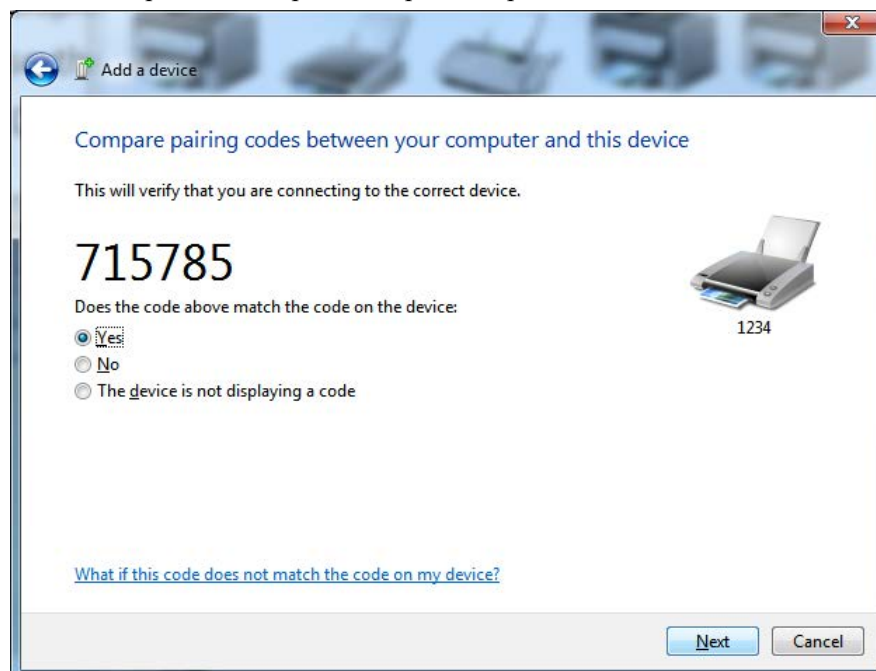 Add a device
Compare pairing codes between your computer and this device
This will verify that you are connecting to the correct device.
715785
Does the code above match the code on the device:
Yes
No
The device is not displaying a code
1234
What if this code does not match the code on my device?
Next
Cancel